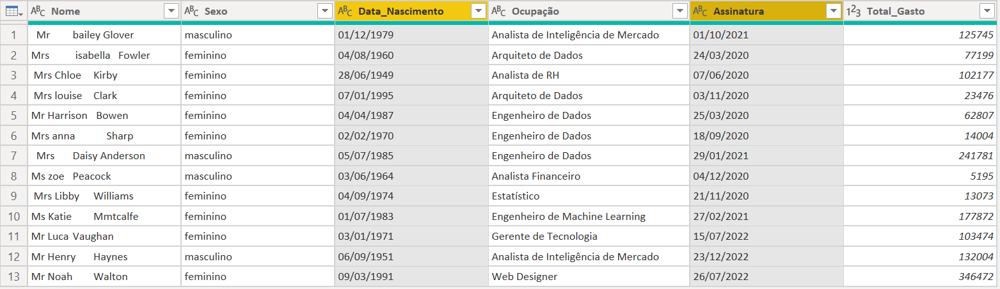 ABC Nome ABC Sexo ABC Data_Nascimento ABC Ocupação ABC Assinatura 123 Total_Gasto
1 Mr bailey Glover masculino 01/12/1979 Analista de Inteligência de Mercado 01/10/2021 125745
2 Mrs isabella Fowler feminino 04/08/1960 Arquiteto de Dados 24/03/2020 77199
3 Mrs Chloe Kirby feminino 28/06/1949 Analista de RH 07/06/2020 102177
4 Mrs louise Clark feminino 07/01/1995 Arquiteto de Dados 03/11/2020 23476
5 Mr Harrison Bowen feminino 04/04/1987 Engenheiro de Dados 25/03/2020 62807
6 Mrs anna Sharp feminino 02/02/1970 Engenheiro de Dados 18/09/2020 14004
7 Mrs Daisy Anderson masculino 05/07/1985 Engenheiro de Dados 29/01/2021 241781
8 Ms zoe Peacock masculino 03/06/1964 Analista Financeiro 04/12/2020 5195
9 Mrs Libby Williams feminino 04/09/1974 Estatístico 21/11/2020 13073
10 Ms Katie Mmtcalfe feminino 01/07/1983 Engenheiro de Machine Learning 27/02/2021 177872
11 Mr Luca Vaughan feminino 03/01/1971 Gerente de Tecnologia 15/07/2022 103474
12 Mr Henry Haynes masculino 06/09/1951 Analista de Inteligência de Mercado 23/12/2022 132004
13 Mr Noah Walton feminino 09/03/1991 Web Designer 26/07/2022 346472